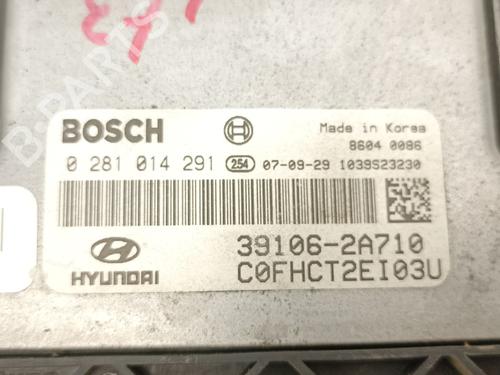 B-PARTS
BOSCH
Made in Korea
8604 0086
0 281 014 291 254 07-09-29 1039S23230
39106-2A710
HYUNDAI
C0FHCT2EI03U